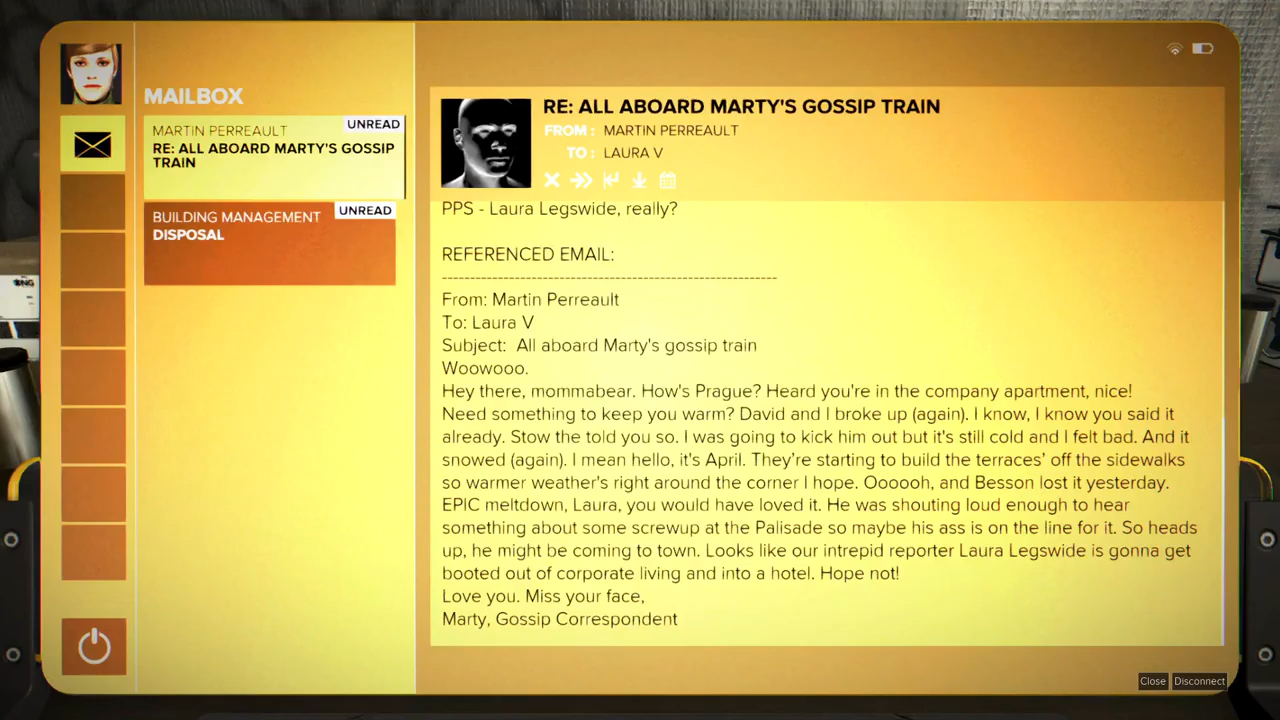 MAILBOX
UNREAD
MARTIN PERREAULT
RE: ALL ABOARD MARTY'S GOSSIP
TRAIN
UNREAD
BUILDING MANAGEMENT
DISPOSAL
RE: ALL ABOARD MARTY'S GOSSIP TRAIN
FROM : MARTIN PERREAULT
TO : LAURA V
PPS - Laura Legswide, really?
REFERENCED EMAIL:
----------------------------------------------------------------
From: Martin Perreault
To: Laura V
Subject:  All aboard Marty's gossip train
Woowooo.
Hey there, mommabear. How's Prague? Heard you're in the company apartment, nice!
Need something to keep you warm? David and I broke up (again). I know, I know you said it
already. Stow the told you so. I was going to kick him out but it's still cold and I felt bad. And it
snowed (again). I mean hello, it's April. They're starting to build the terraces' off the sidewalks
so warmer weather's right around the corner I hope. Oooooh, and Besson lost it yesterday.
EPIC meltdown, Laura, you would have loved it. He was shouting loud enough to hear
something about some screwup at the Palisade so maybe his ass is on the line for it. So heads
up, he might be coming to town. Looks like our intrepid reporter Laura Legswide is gonna get
booted out of corporate living and into a hotel. Hope not!
Love you. Miss your face,
Marty, Gossip Correspondent
Close Disconnect